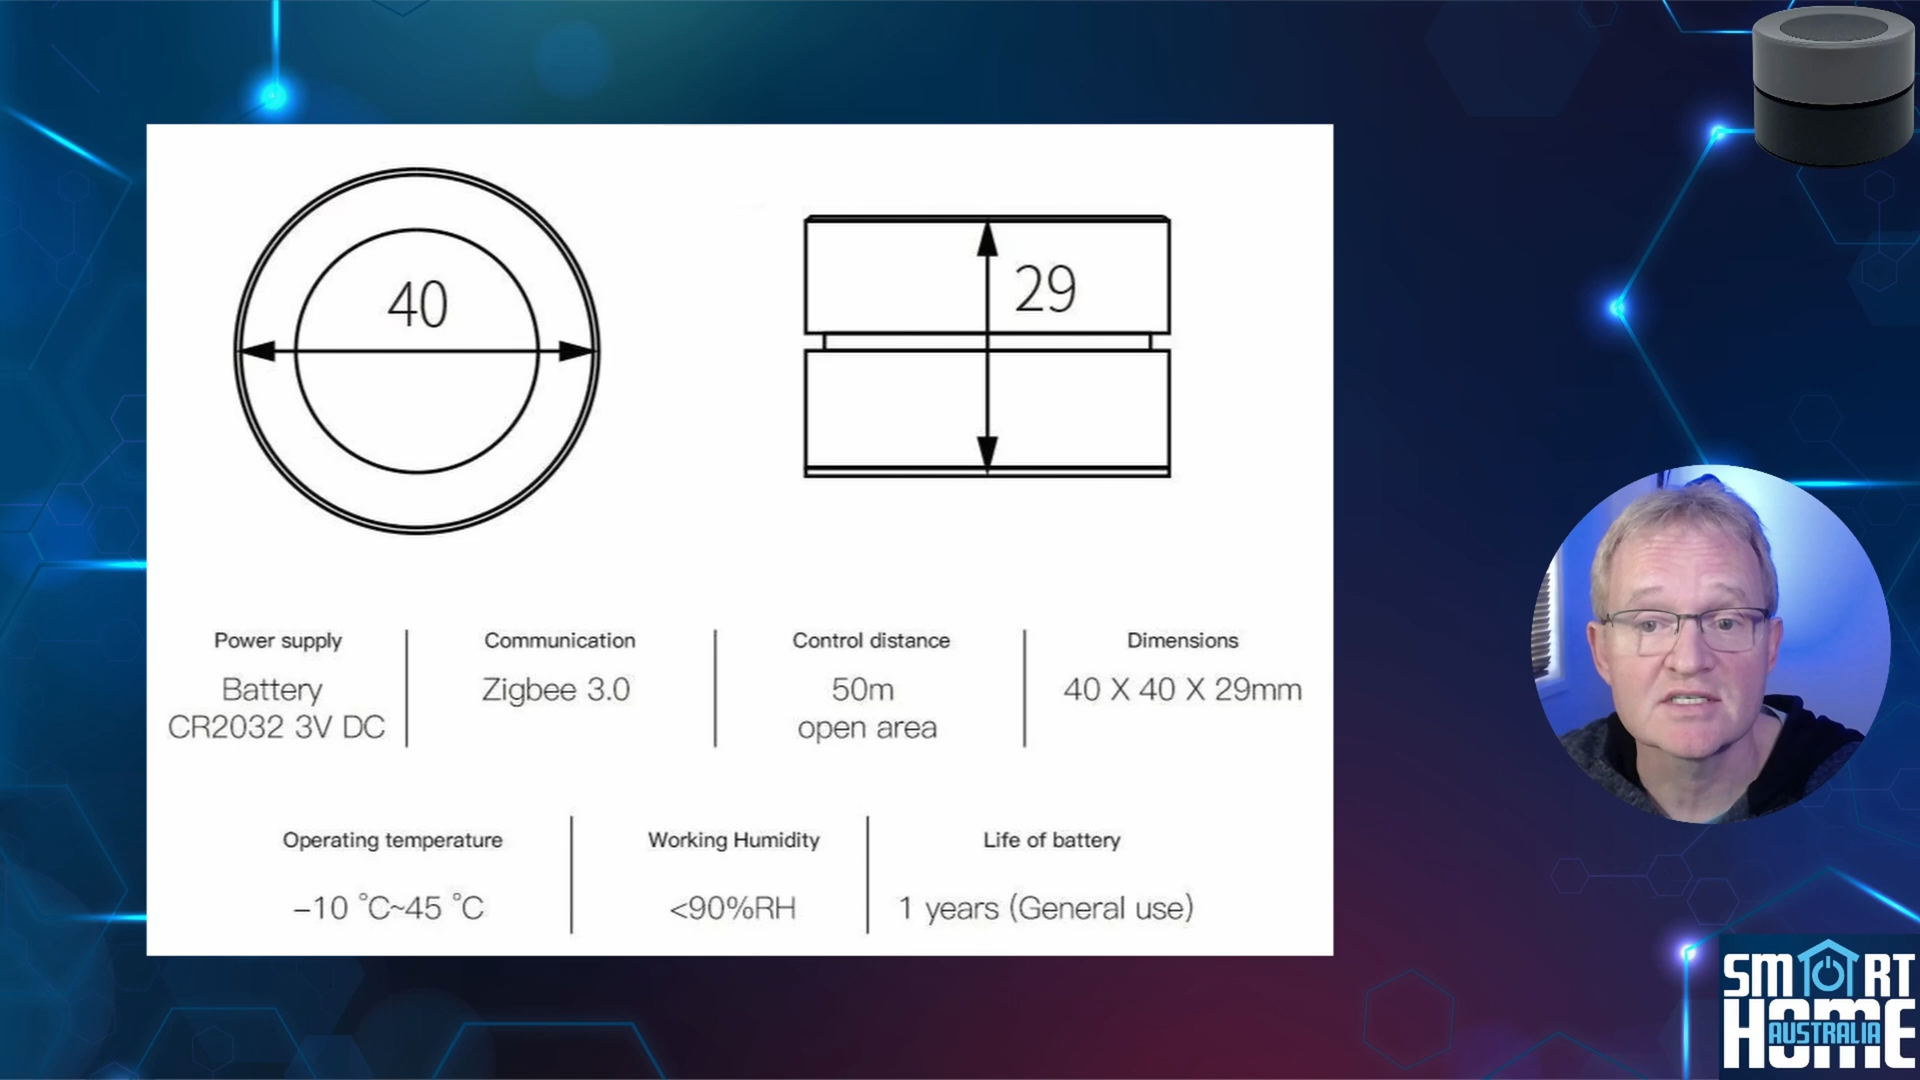 40
29
Power supply
Battery
CR2032 3V DC
Communication
Zigbee 3.0
Control distance
50m
open area
Dimensions
40 X 40 X 29mm
Operating temperature
–10 °C~45 °C
Working Humidity
<90%RH
Life of battery
1 years (General use)
SMART
HOME
AUSTRALIA